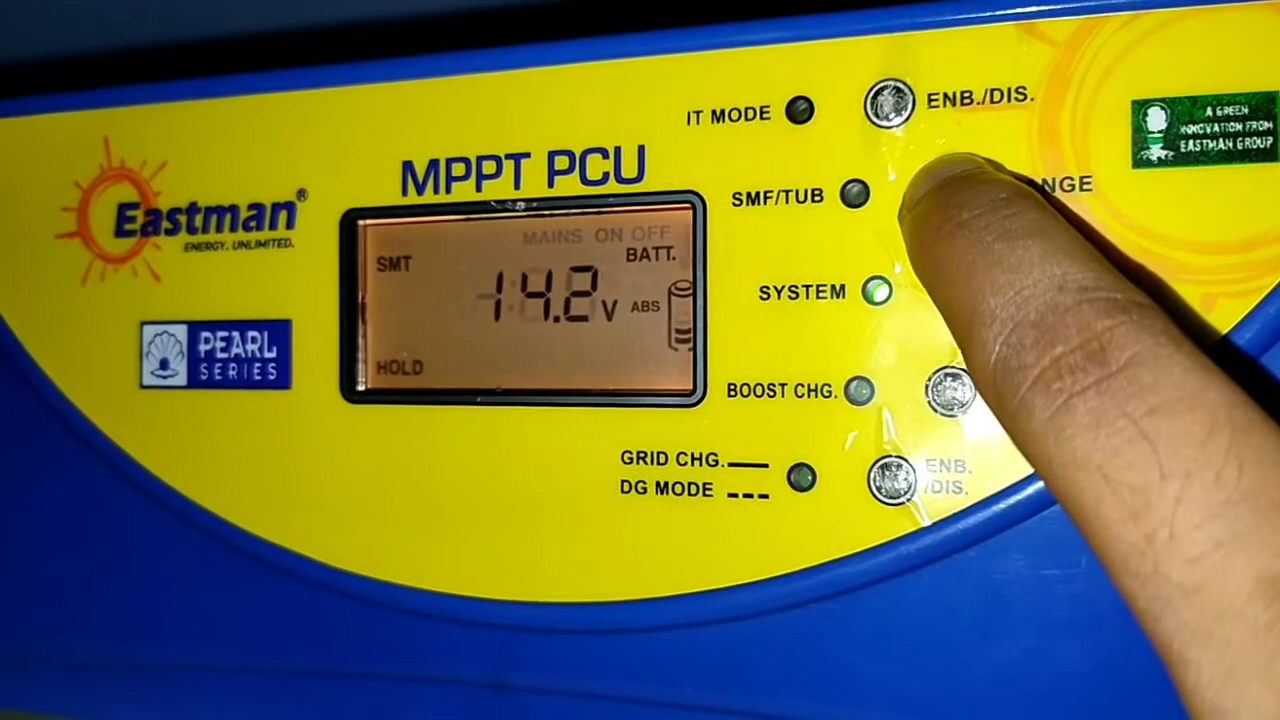 IT MODE
ENB./DIS.
A GREEN
INNOVATION FROM
EASTMAN GROUP
MPPT PCU
SMF/TUB
NGE
Eastman®
ENERGY. UNLIMITED.
MAINS ON OFF
SMT
BATT.
14.2 V ABS
HOLD
SYSTEM
PEARL
SERIES
BOOST CHG.
GRID CHG.
DG MODE
ENB.
/DIS.